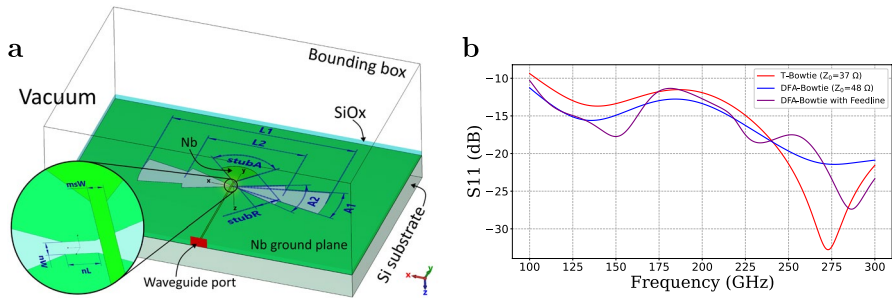 a
Bounding box
Vacuum
SiOx
L1
L2
Nb
stubA
x
y
z
msW
nW
nL
stubR
A2
A1
Nb ground plane
Si substrate
Waveguide port
x
y
z
b
T-Bowtie (Z₀=37 Ω)
DFA-Bowtie (Z₀=48 Ω)
DFA-Bowtie with Feedline
S11 (dB)
−10
−15
−20
−25
−30
100 125 150 175 200 225 250 275 300
Frequency (GHz)